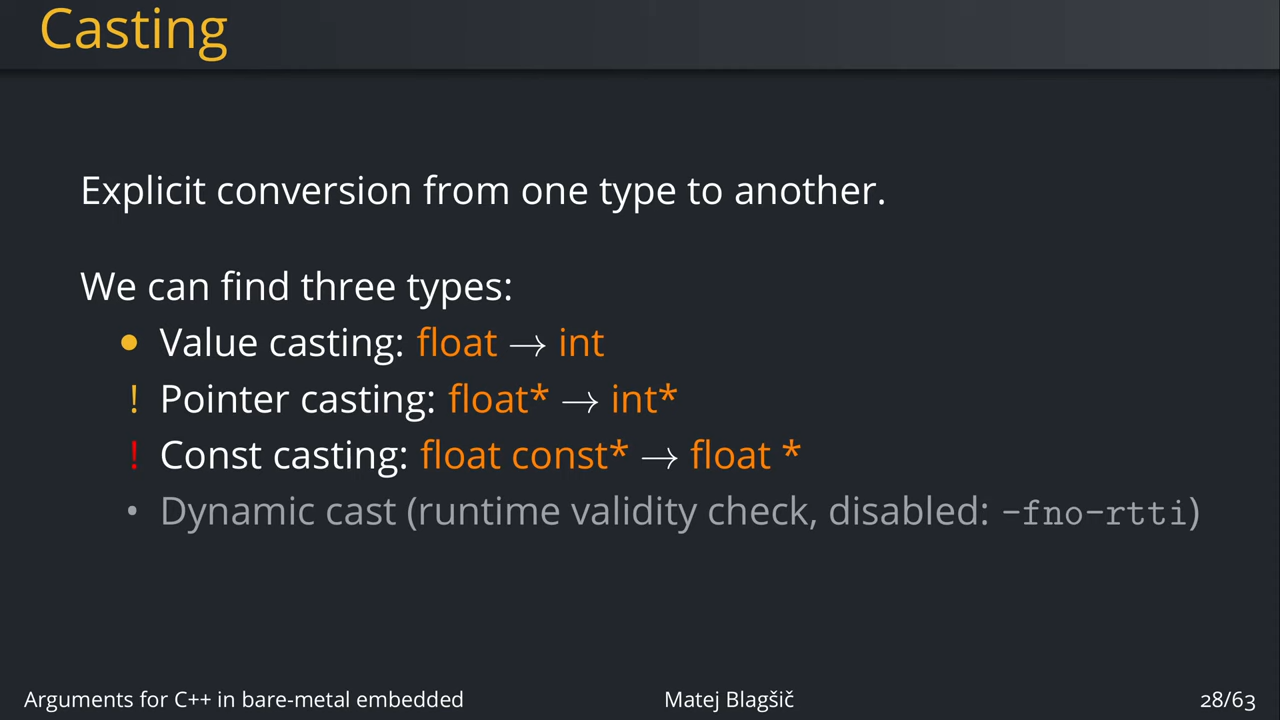 Casting
Explicit conversion from one type to another.
We can find three types:
• Value casting: float → int
! Pointer casting: float* → int*
! Const casting: float const* → float *
• Dynamic cast (runtime validity check, disabled: -fno-rtti)
Arguments for C++ in bare-metal embedded Matej Blagšič 28/63